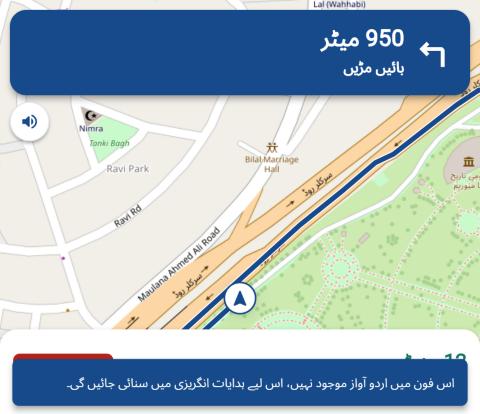 Lal (Wahhabi)
950 میٹر
بائیں مڑیں
Nimra
Tonki Bagh
Ravi Park
Bilal Marriage
Hall
سرکلر روڈ
Ravi Rd
Maulana Ahmed Ali Road
سرکلر روڈ
اس فون میں اردو آواز موجود نہیں، اس لیے ہدایات انگریزی میں سنائی جائیں گی۔